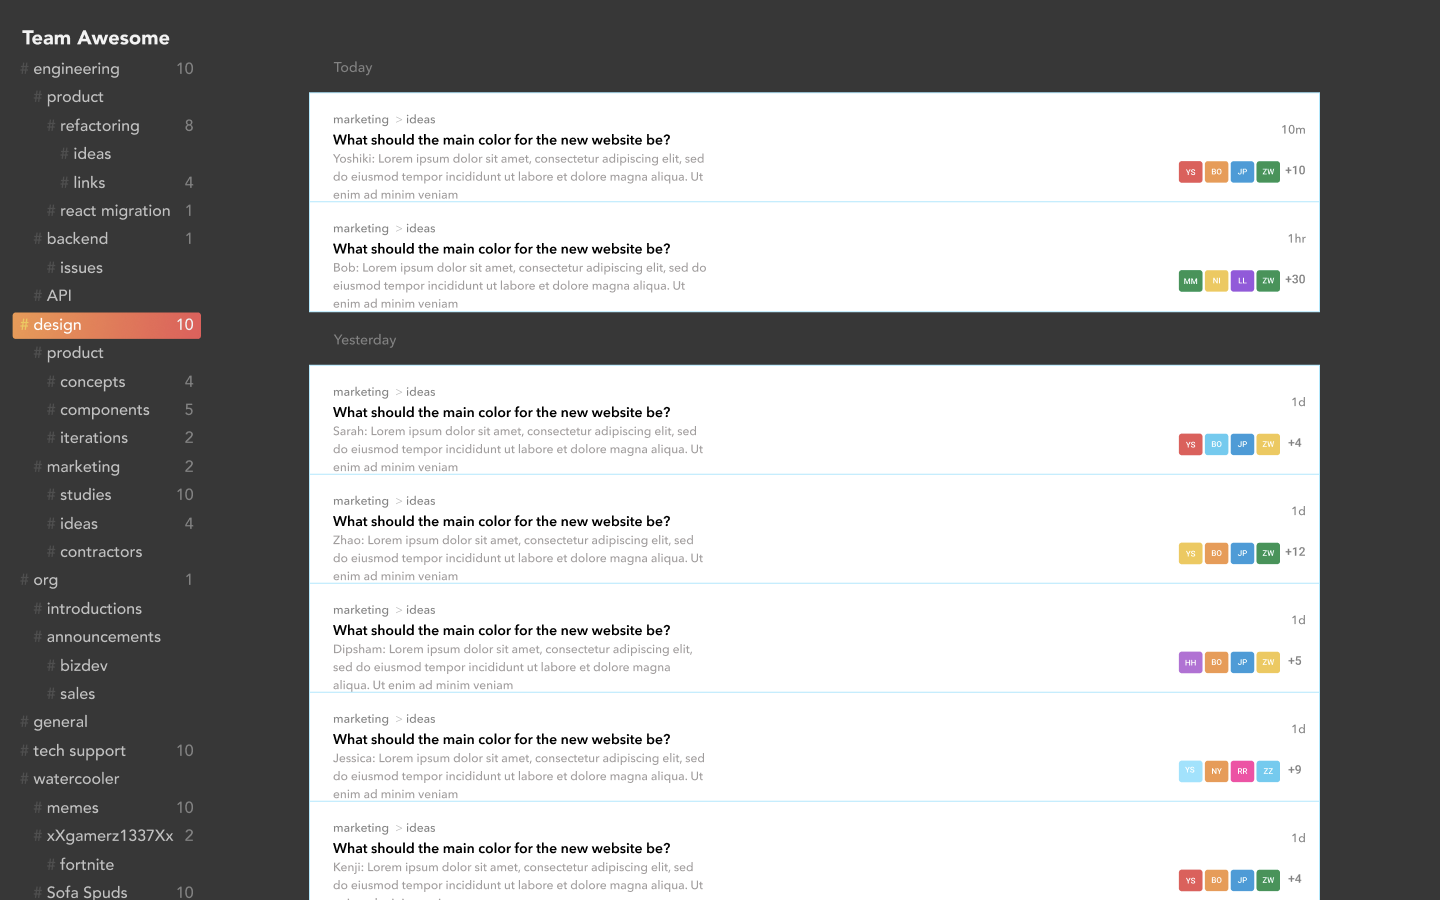 Team Awesome
# engineering 10
# product
# refactoring 8
# ideas
# links 4
# react migration 1
# backend 1
# issues
# API
# design 10
# product
# concepts 4
# components 5
# iterations 2
# marketing 2
# studies 10
# ideas 4
# contractors
# org 1
# introductions
# announcements
# bizdev
# sales
# general
# tech support 10
# watercooler
# memes 10
# xXgamerz1337Xx 2
# fortnite
# Sofa Spuds 10
Today
marketing > ideas
What should the main color for the new website be?
Yoshiki: Lorem ipsum dolor sit amet, consectetur adipiscing elit, sed
do eiusmod tempor incididunt ut labore et dolore magna aliqua. Ut
enim ad minim veniam
10m
YS BO JP ZW +10
marketing > ideas
What should the main color for the new website be?
Bob: Lorem ipsum dolor sit amet, consectetur adipiscing elit, sed do
eiusmod tempor incididunt ut labore et dolore magna aliqua. Ut
enim ad minim veniam
1hr
MM NI LL ZW +30
Yesterday
marketing > ideas
What should the main color for the new website be?
Sarah: Lorem ipsum dolor sit amet, consectetur adipiscing elit, sed
do eiusmod tempor incididunt ut labore et dolore magna aliqua. Ut
enim ad minim veniam
1d
YS BO JP ZW +4
marketing > ideas
What should the main color for the new website be?
Zhao: Lorem ipsum dolor sit amet, consectetur adipiscing elit, sed
do eiusmod tempor incididunt ut labore et dolore magna aliqua. Ut
enim ad minim veniam
1d
YS BO JP ZW +12
marketing > ideas
What should the main color for the new website be?
Dipsham: Lorem ipsum dolor sit amet, consectetur adipiscing elit,
sed do eiusmod tempor incididunt ut labore et dolore magna
aliqua. Ut enim ad minim veniam
1d
HH BO JP ZW +5
marketing > ideas
What should the main color for the new website be?
Jessica: Lorem ipsum dolor sit amet, consectetur adipiscing elit, sed
do eiusmod tempor incididunt ut labore et dolore magna aliqua. Ut
enim ad minim veniam
1d
YS NY RR ZZ +9
marketing > ideas
What should the main color for the new website be?
Kenji: Lorem ipsum dolor sit amet, consectetur adipiscing elit, sed
do eiusmod tempor incididunt ut labore et dolore magna aliqua. Ut
1d
YS BO JP ZW +4